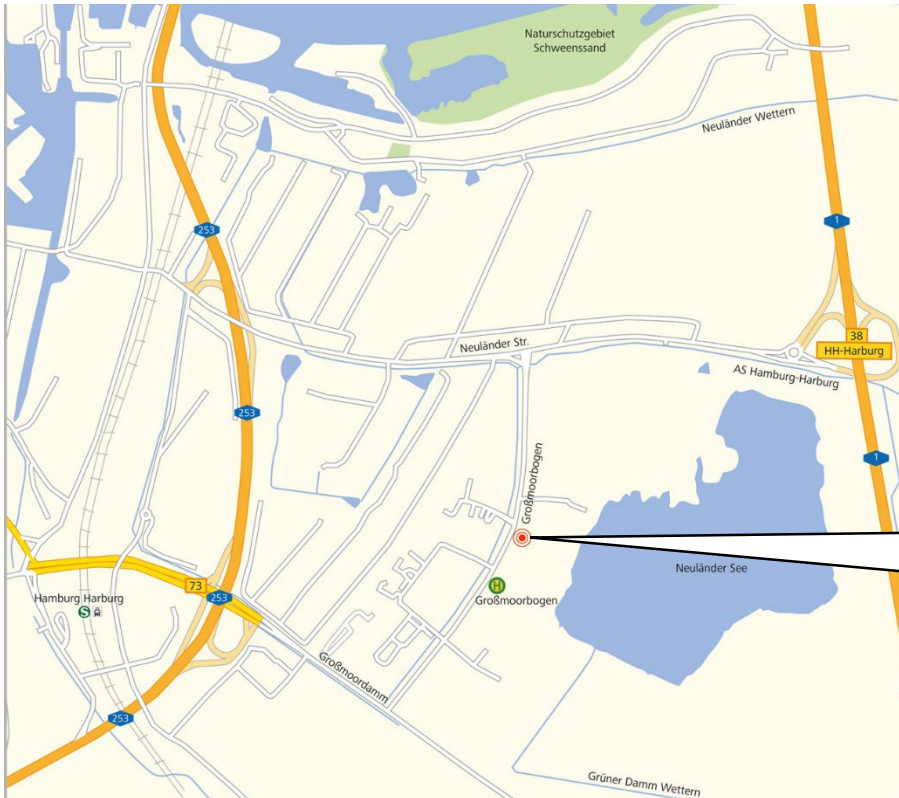 Naturschutzgebiet
Schweenssand
Neuländer Wettern
253
1
Neuländer Str.
38
HH-Harburg
AS Hamburg-Harburg
253
1
Großmoorbogen
Neuländer See
73
253
H
Großmoorbogen
Hamburg Harburg
S
Großmoordamm
253
Grüner Damm Wettern